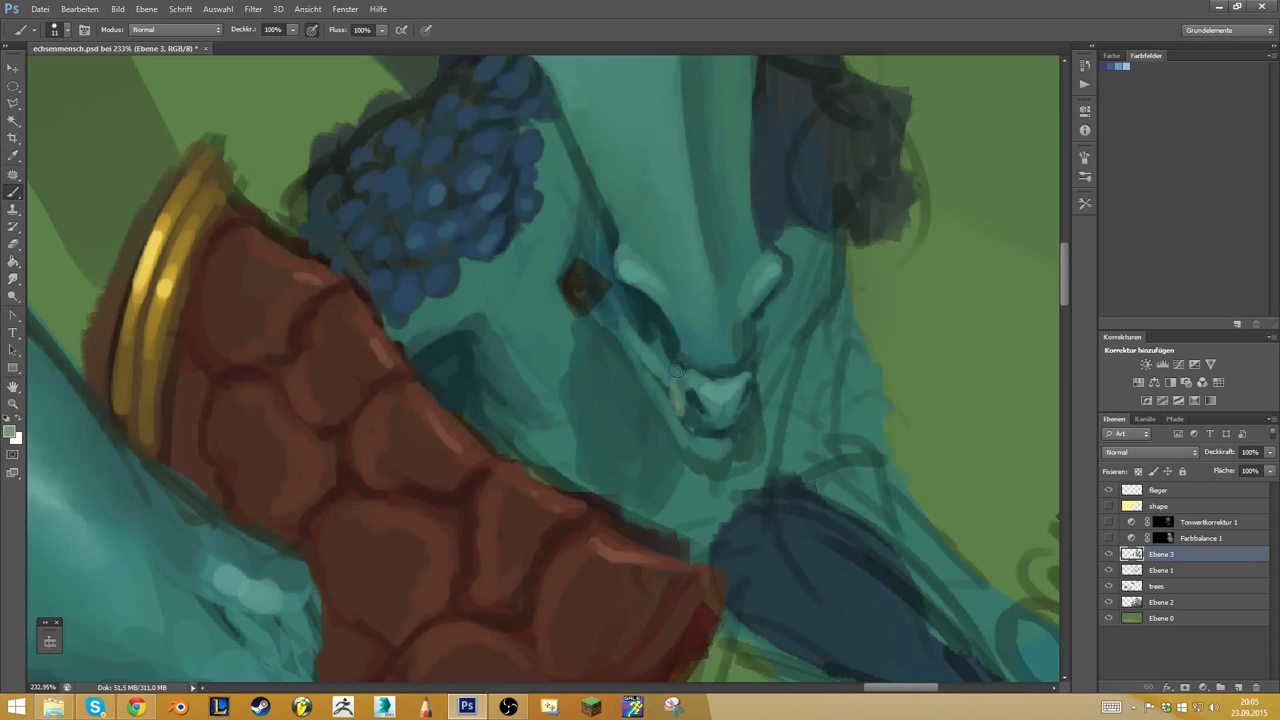 Ps Datei Bearbeiten Bild Ebene Schrift Auswahl Filter 3D Ansicht Fenster Hilfe
11 Modus: Normal Deckkr.: 100% Fluss: 100% Grundelemente
echsenmensch.psd bei 233% (Ebene 3, RGB/8) * ×
Farbe Farbfelder
Korrekturen
Korrektur hinzufügen
Ebenen Kanäle Pfade
Art
Normal Deckkraft: 100%
Fixieren: Fläche: 100%
flieger
shape
Tonwertkorrektur 1
Farbbalance 1
Ebene 3
Ebene 1
trees
Ebene 2
Ebene 0
232,95% Dok: 51,5 MB/311,0 MB
20:05
23.09.2015